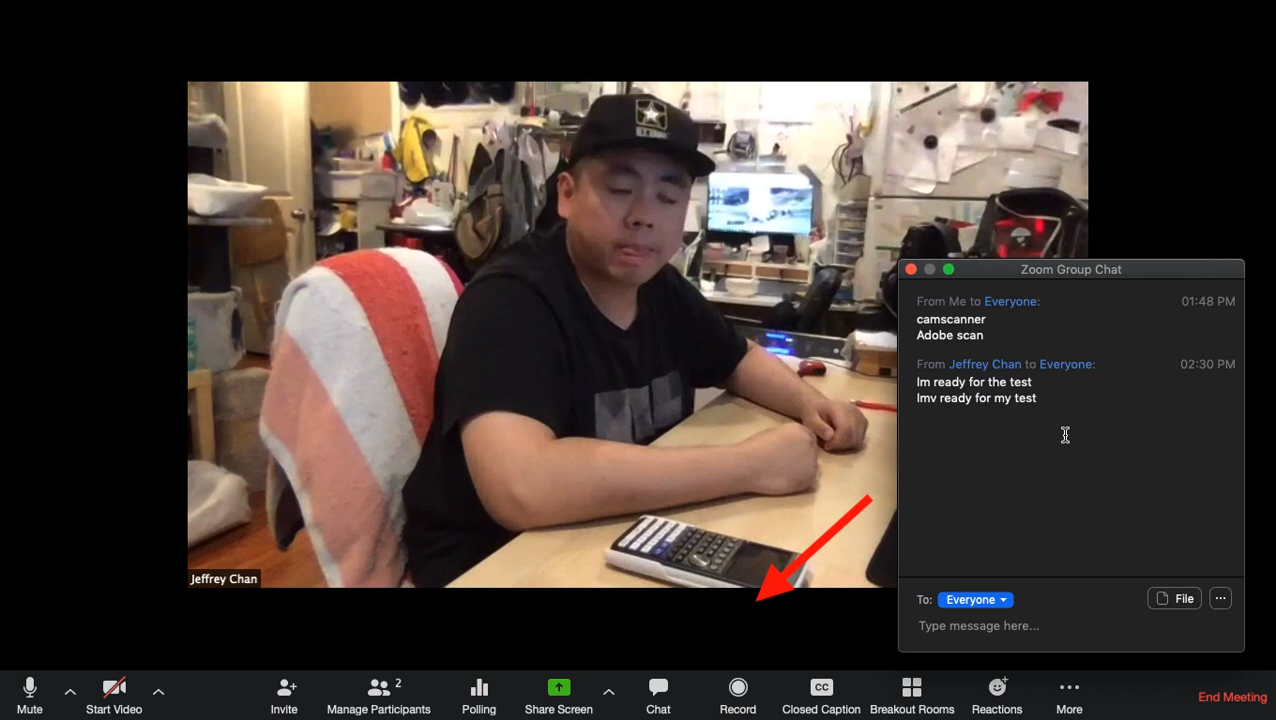 Zoom Group Chat
From Me to Everyone: 01:48 PM
camscanner
Adobe scan
From Jeffrey Chan to Everyone: 02:30 PM
Im ready for the test
Imv ready for my test
To: Everyone File
Type message here...
Jeffrey Chan
2
CC
Mute Start Video Invite Manage Participants Polling Share Screen Chat Record Closed Caption Breakout Rooms Reactions More End Meeting